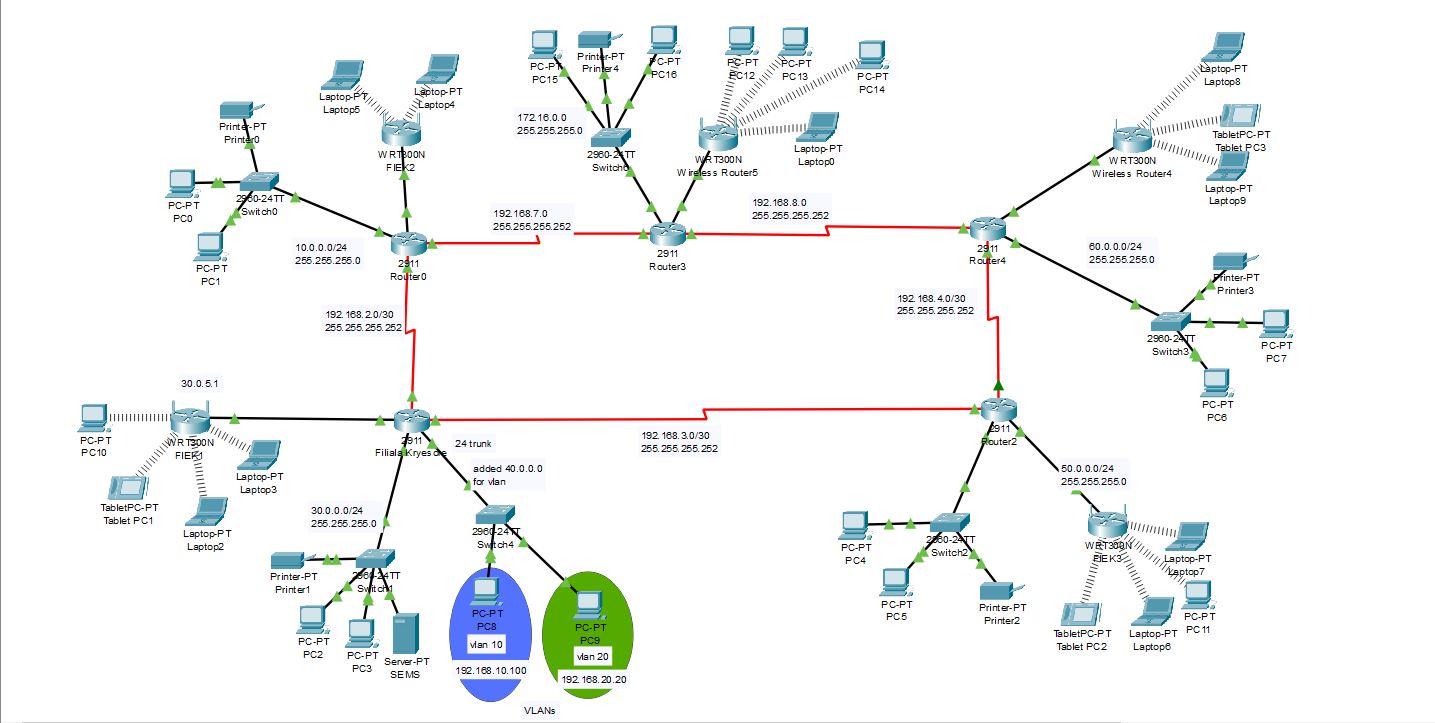 PC-PT
PC15
Printer-PT
Printer4
PC-PT
PC16
PC-PT
PC12
PC-PT
PC13
PC-PT
PC14
Laptop-PT
Laptop5
Laptop-PT
Laptop4
Laptop-PT
Laptop8
Printer-PT
Printer0
172.16.0.0
255.255.255.0
WRT300N
FIEK2
2960-24TT
Switch6
WRT300N
Wireless Router5
Laptop-PT
Laptop0
WRT300N
Wireless Router4
TabletPC-PT
Tablet PC3
Laptop-PT
Laptop9
PC-PT
PC0
2960-24TT
Switch0
PC-PT
PC1
10.0.0.0/24
255.255.255.0
2911
Router0
192.168.7.0
255.255.255.252
2911
Router3
192.168.8.0
255.255.255.252
2911
Router4
60.0.0.0/24
255.255.255.0
Printer-PT
Printer3
192.168.2.0/30
255.255.255.252
192.168.4.0/30
255.255.255.252
2960-24TT
Switch3
PC-PT
PC7
PC-PT
PC6
30.0.5.1
PC-PT
PC10
WRT300N
FIEK1
Laptop-PT
Laptop3
TabletPC-PT
Tablet PC1
Laptop-PT
Laptop2
2911
Filiala Kryesore
24 trunk
added 40.0.0.0
for vlan
192.168.3.0/30
255.255.255.252
2911
Router2
50.0.0.0/24
255.255.255.0
30.0.0.0/24
255.255.255.0
2960-24TT
Switch4
Printer-PT
Printer1
2960-24TT
Switch1
PC-PT
PC2
PC-PT
PC3
Server-PT
SEMS
PC-PT
PC8
vlan 10
192.168.10.100
PC-PT
PC9
vlan 20
192.168.20.20
VLANs
PC-PT
PC4
2960-24TT
Switch2
PC-PT
PC5
Printer-PT
Printer2
WRT300N
FIEK3
Laptop-PT
Laptop7
TabletPC-PT
Tablet PC2
Laptop-PT
Laptop6
PC-PT
PC11